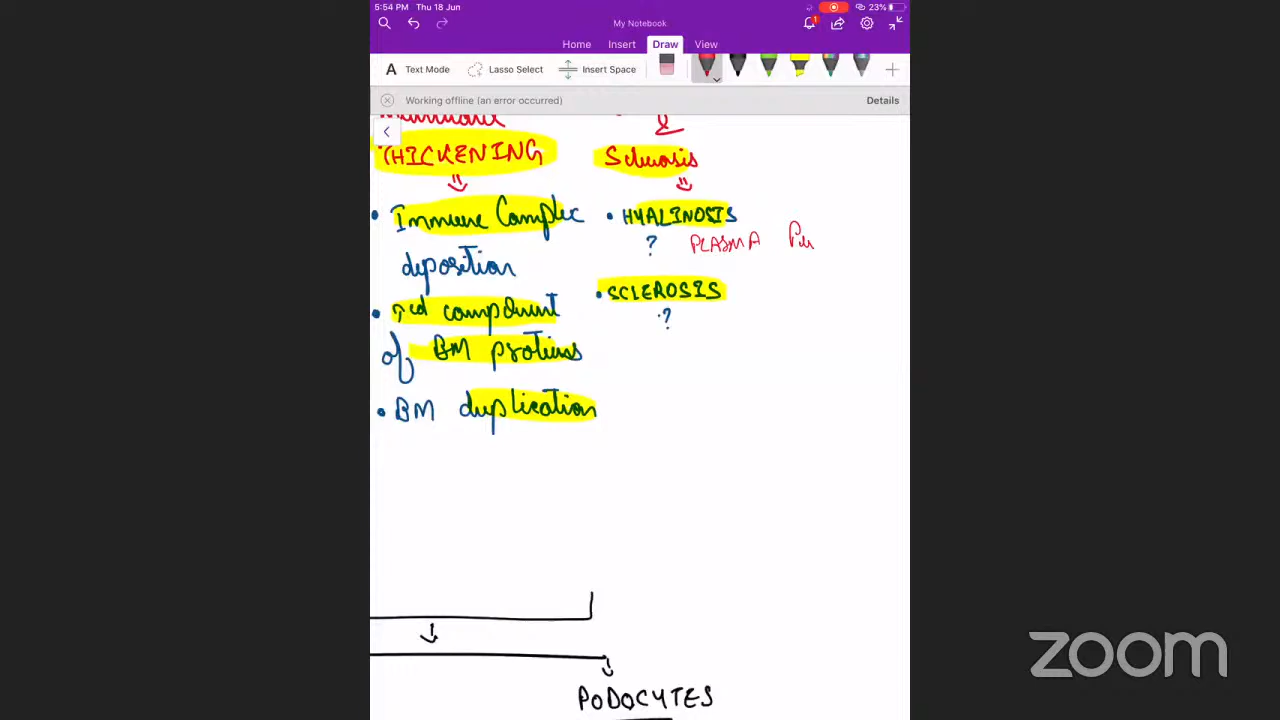 5:54 PM Thu 18 Jun
23%
My Notebook
1
Home Insert Draw View
A Text Mode Lasso Select Insert Space
Working offline (an error occurred) Details
THICKENING
Sclerosis
• Immune Complex
deposition
• HYALINOSIS
? PLASMA
• SCLEROSIS
?
• ↑ed component
of BM proteins
• BM duplication
PODOCYTES
zoom